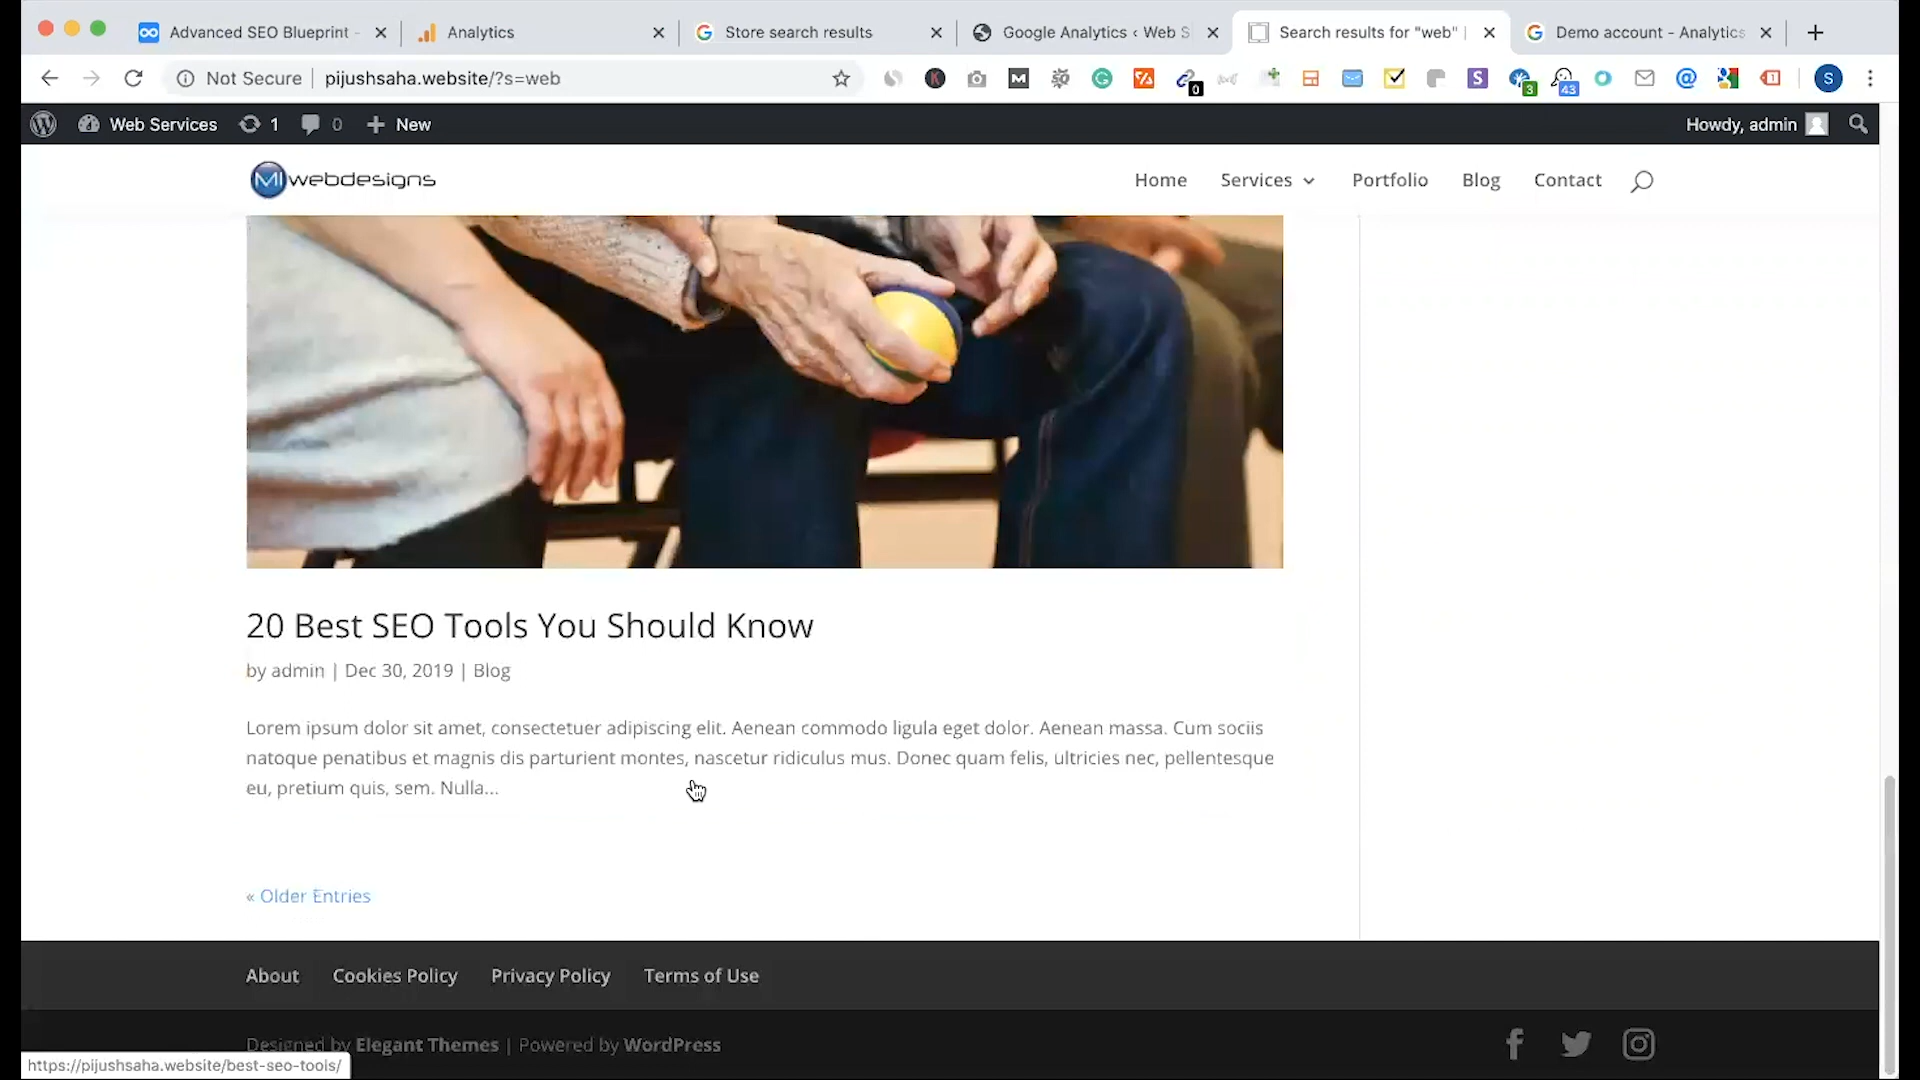 Advanced SEO Blueprint -
Analytics
Store search results
Google Analytics ‹ Web S
Search results for "web" |
Demo account - Analytics
Not Secure | pijushsaha.website/?s=web
0
3
43
S
Web Services 1 0 New
Howdy, admin
MI webdesigns
Home Services Portfolio Blog Contact
20 Best SEO Tools You Should Know
by admin | Dec 30, 2019 | Blog
Lorem ipsum dolor sit amet, consectetuer adipiscing elit. Aenean commodo ligula eget dolor. Aenean massa. Cum sociis
natoque penatibus et magnis dis parturient montes, nascetur ridiculus mus. Donec quam felis, ultricies nec, pellentesque
eu, pretium quis, sem. Nulla...
« Older Entries
About Cookies Policy Privacy Policy Terms of Use
Designed by Elegant Themes | Powered by WordPress
https://pijushsaha.website/best-seo-tools/